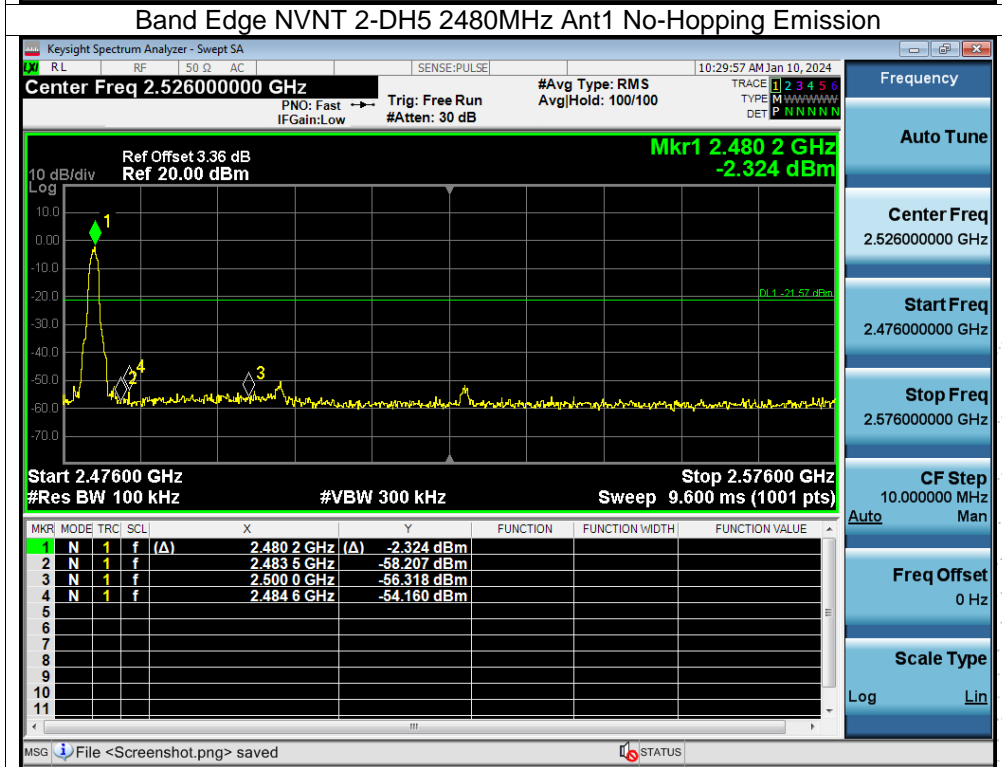 Band Edge NVNT 2-DH5 2480MHz Ant1 No-Hopping Emission
Keysight Spectrum Analyzer - Swept SA
LXI RL RF 50 Ω AC SENSE:PULSE 10:29:57 AM Jan 10, 2024
Center Freq 2.526000000 GHz
PNO: Fast
IFGain:Low
Trig: Free Run
#Atten: 30 dB
#Avg Type: RMS
Avg|Hold: 100/100
TRACE 1 2 3 4 5 6
TYPE M WWWWW
DET P N N N N N
Frequency
Auto Tune
Center Freq
2.526000000 GHz
Start Freq
2.476000000 GHz
Stop Freq
2.576000000 GHz
CF Step
10.000000 MHz
Auto Man
Freq Offset
0 Hz
Scale Type
Log Lin
Mkr1 2.480 2 GHz
-2.324 dBm
Ref Offset 3.36 dB
10 dB/div Ref 20.00 dBm
Log
10.0
0.00
-10.0
-20.0
-30.0
-40.0
-50.0
-60.0
-70.0
1
DL1 -21.57 dBm
4
2
3
Start 2.47600 GHz Stop 2.57600 GHz
#Res BW 100 kHz #VBW 300 kHz Sweep 9.600 ms (1001 pts)
MKR MODE TRC SCL X Y FUNCTION FUNCTION WIDTH FUNCTION VALUE
1 N 1 f (Δ) 2.480 2 GHz (Δ) -2.324 dBm
2 N 1 f 2.483 5 GHz -58.207 dBm
3 N 1 f 2.500 0 GHz -56.318 dBm
4 N 1 f 2.484 6 GHz -54.160 dBm
5
6
7
8
9
10
11
MSG File <Screenshot.png> saved STATUS